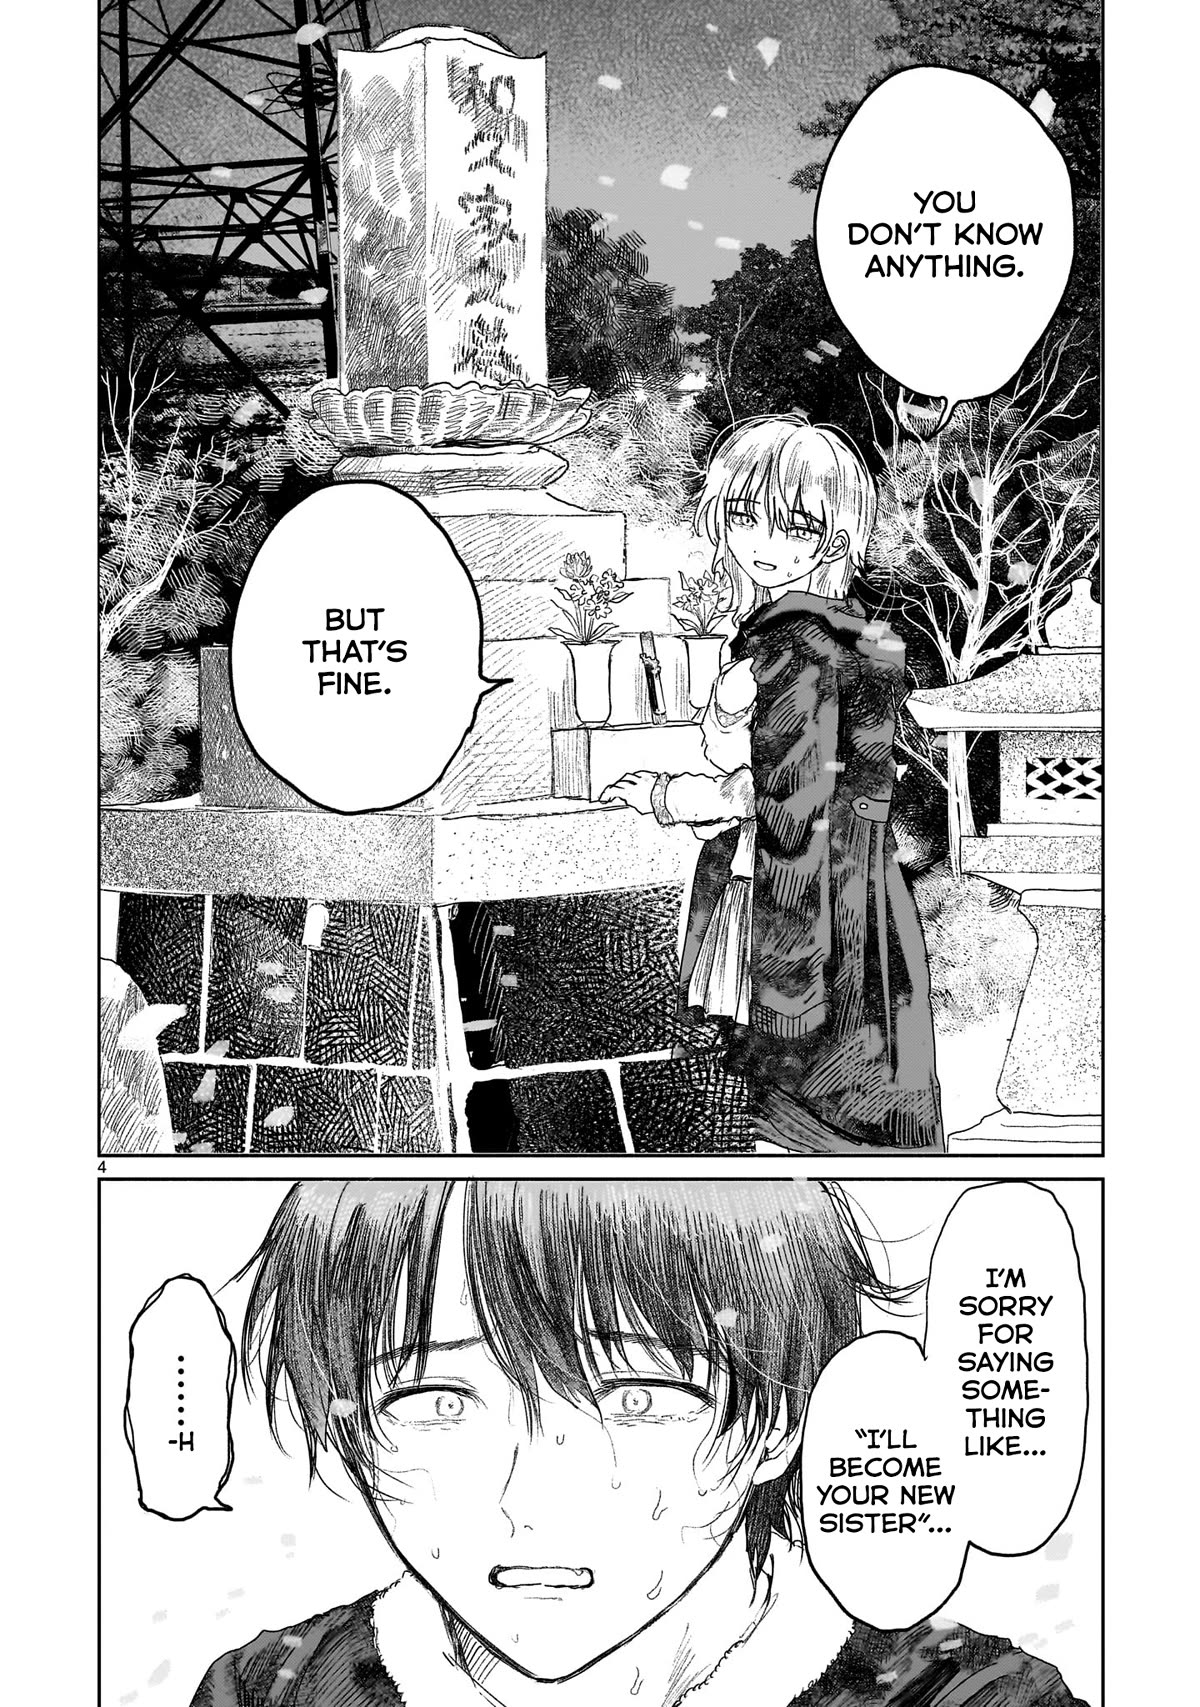 YOU
DON'T KNOW
ANYTHING.
BUT
THAT'S
FINE.
4
I'M
SORRY
FOR
SAYING
SOME-
THING
LIKE...
"I'LL
BECOME
YOUR NEW
SISTER"...
......
-H